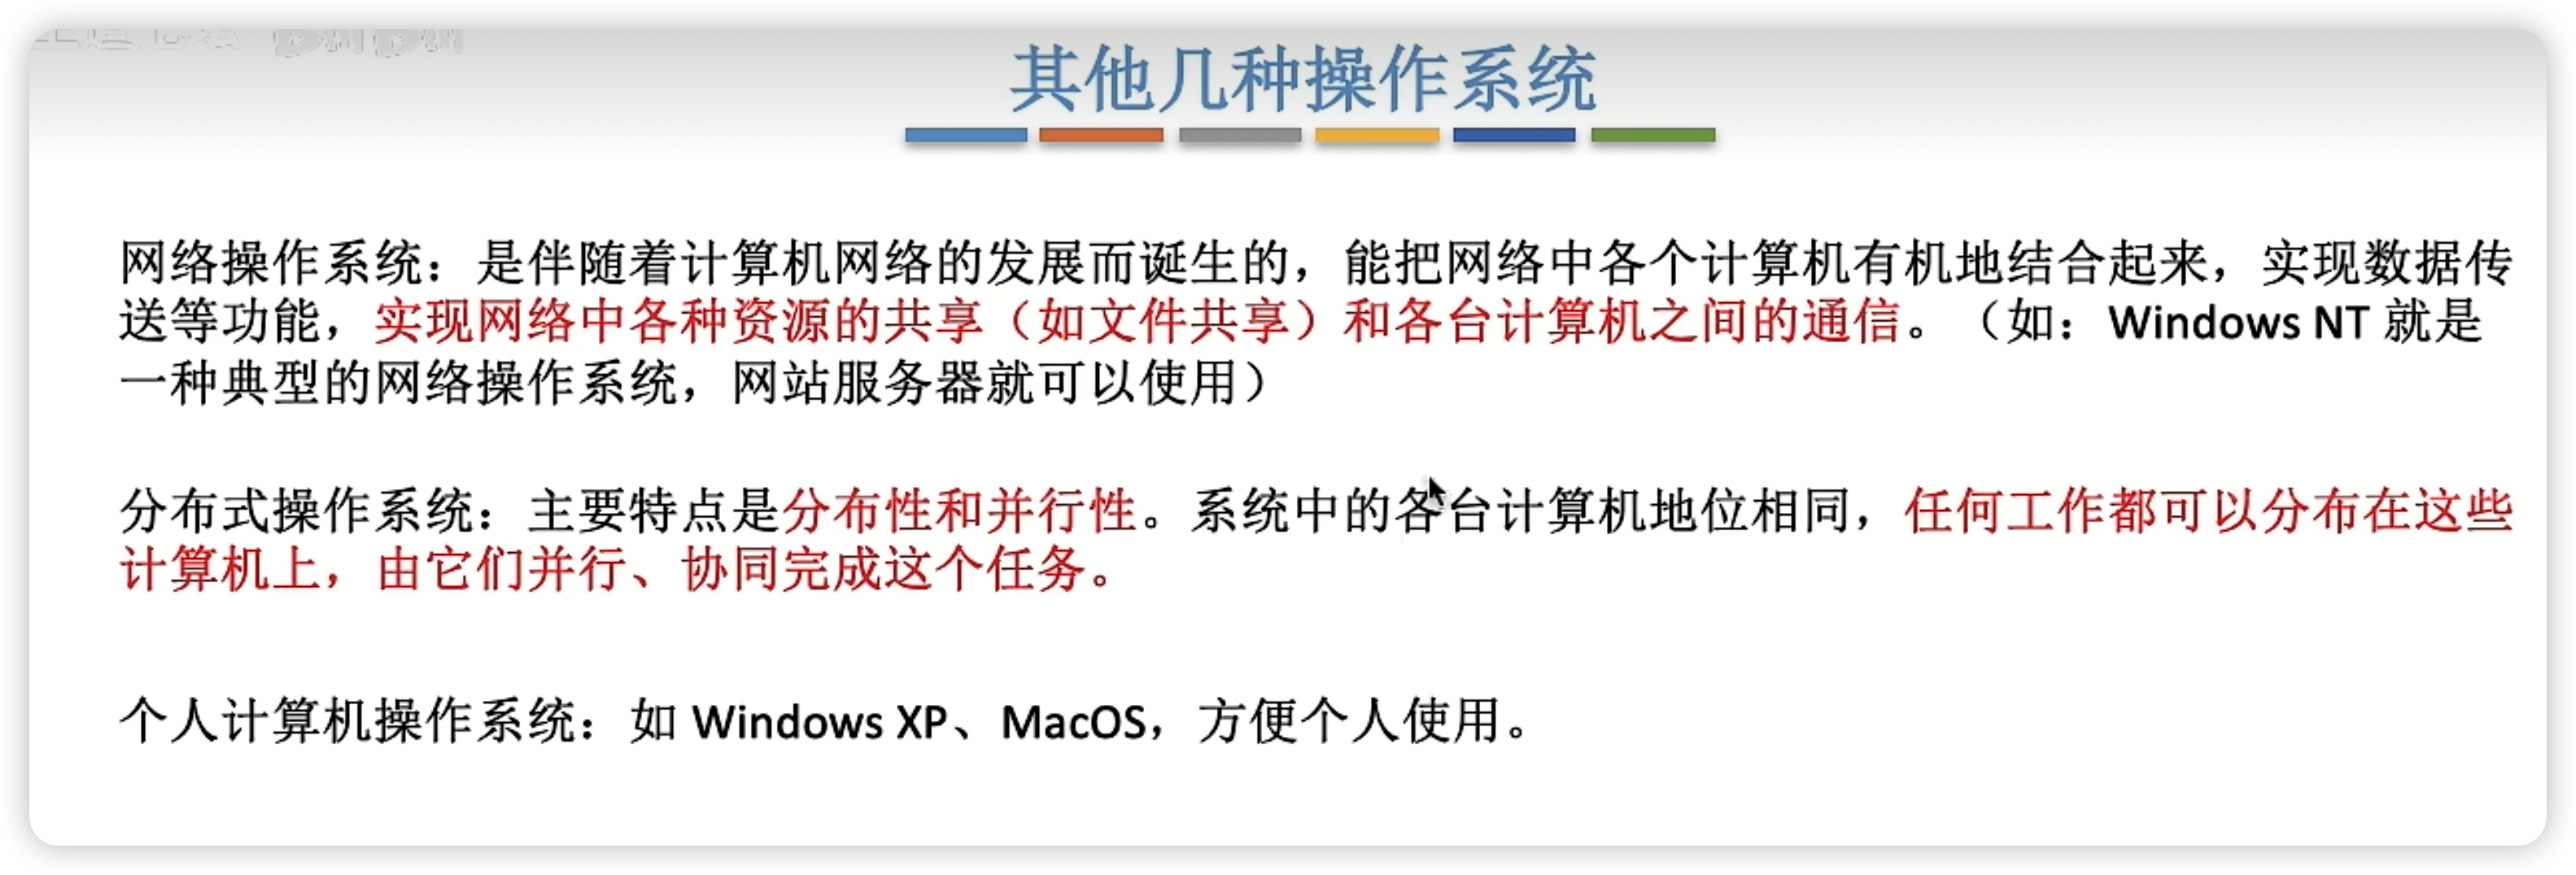 其他几种操作系统
网络操作系统：是伴随着计算机网络的发展而诞生的，能把网络中各个计算机有机地结合起来，实现数据传
送等功能，实现网络中各种资源的共享（如文件共享）和各台计算机之间的通信。（如：Windows NT 就是
一种典型的网络操作系统，网站服务器就可以使用）
分布式操作系统：主要特点是分布性和并行性。系统中的各台计算机地位相同，任何工作都可以分布在这些
计算机上，由它们并行、协同完成这个任务。
个人计算机操作系统：如 Windows XP、MacOS，方便个人使用。